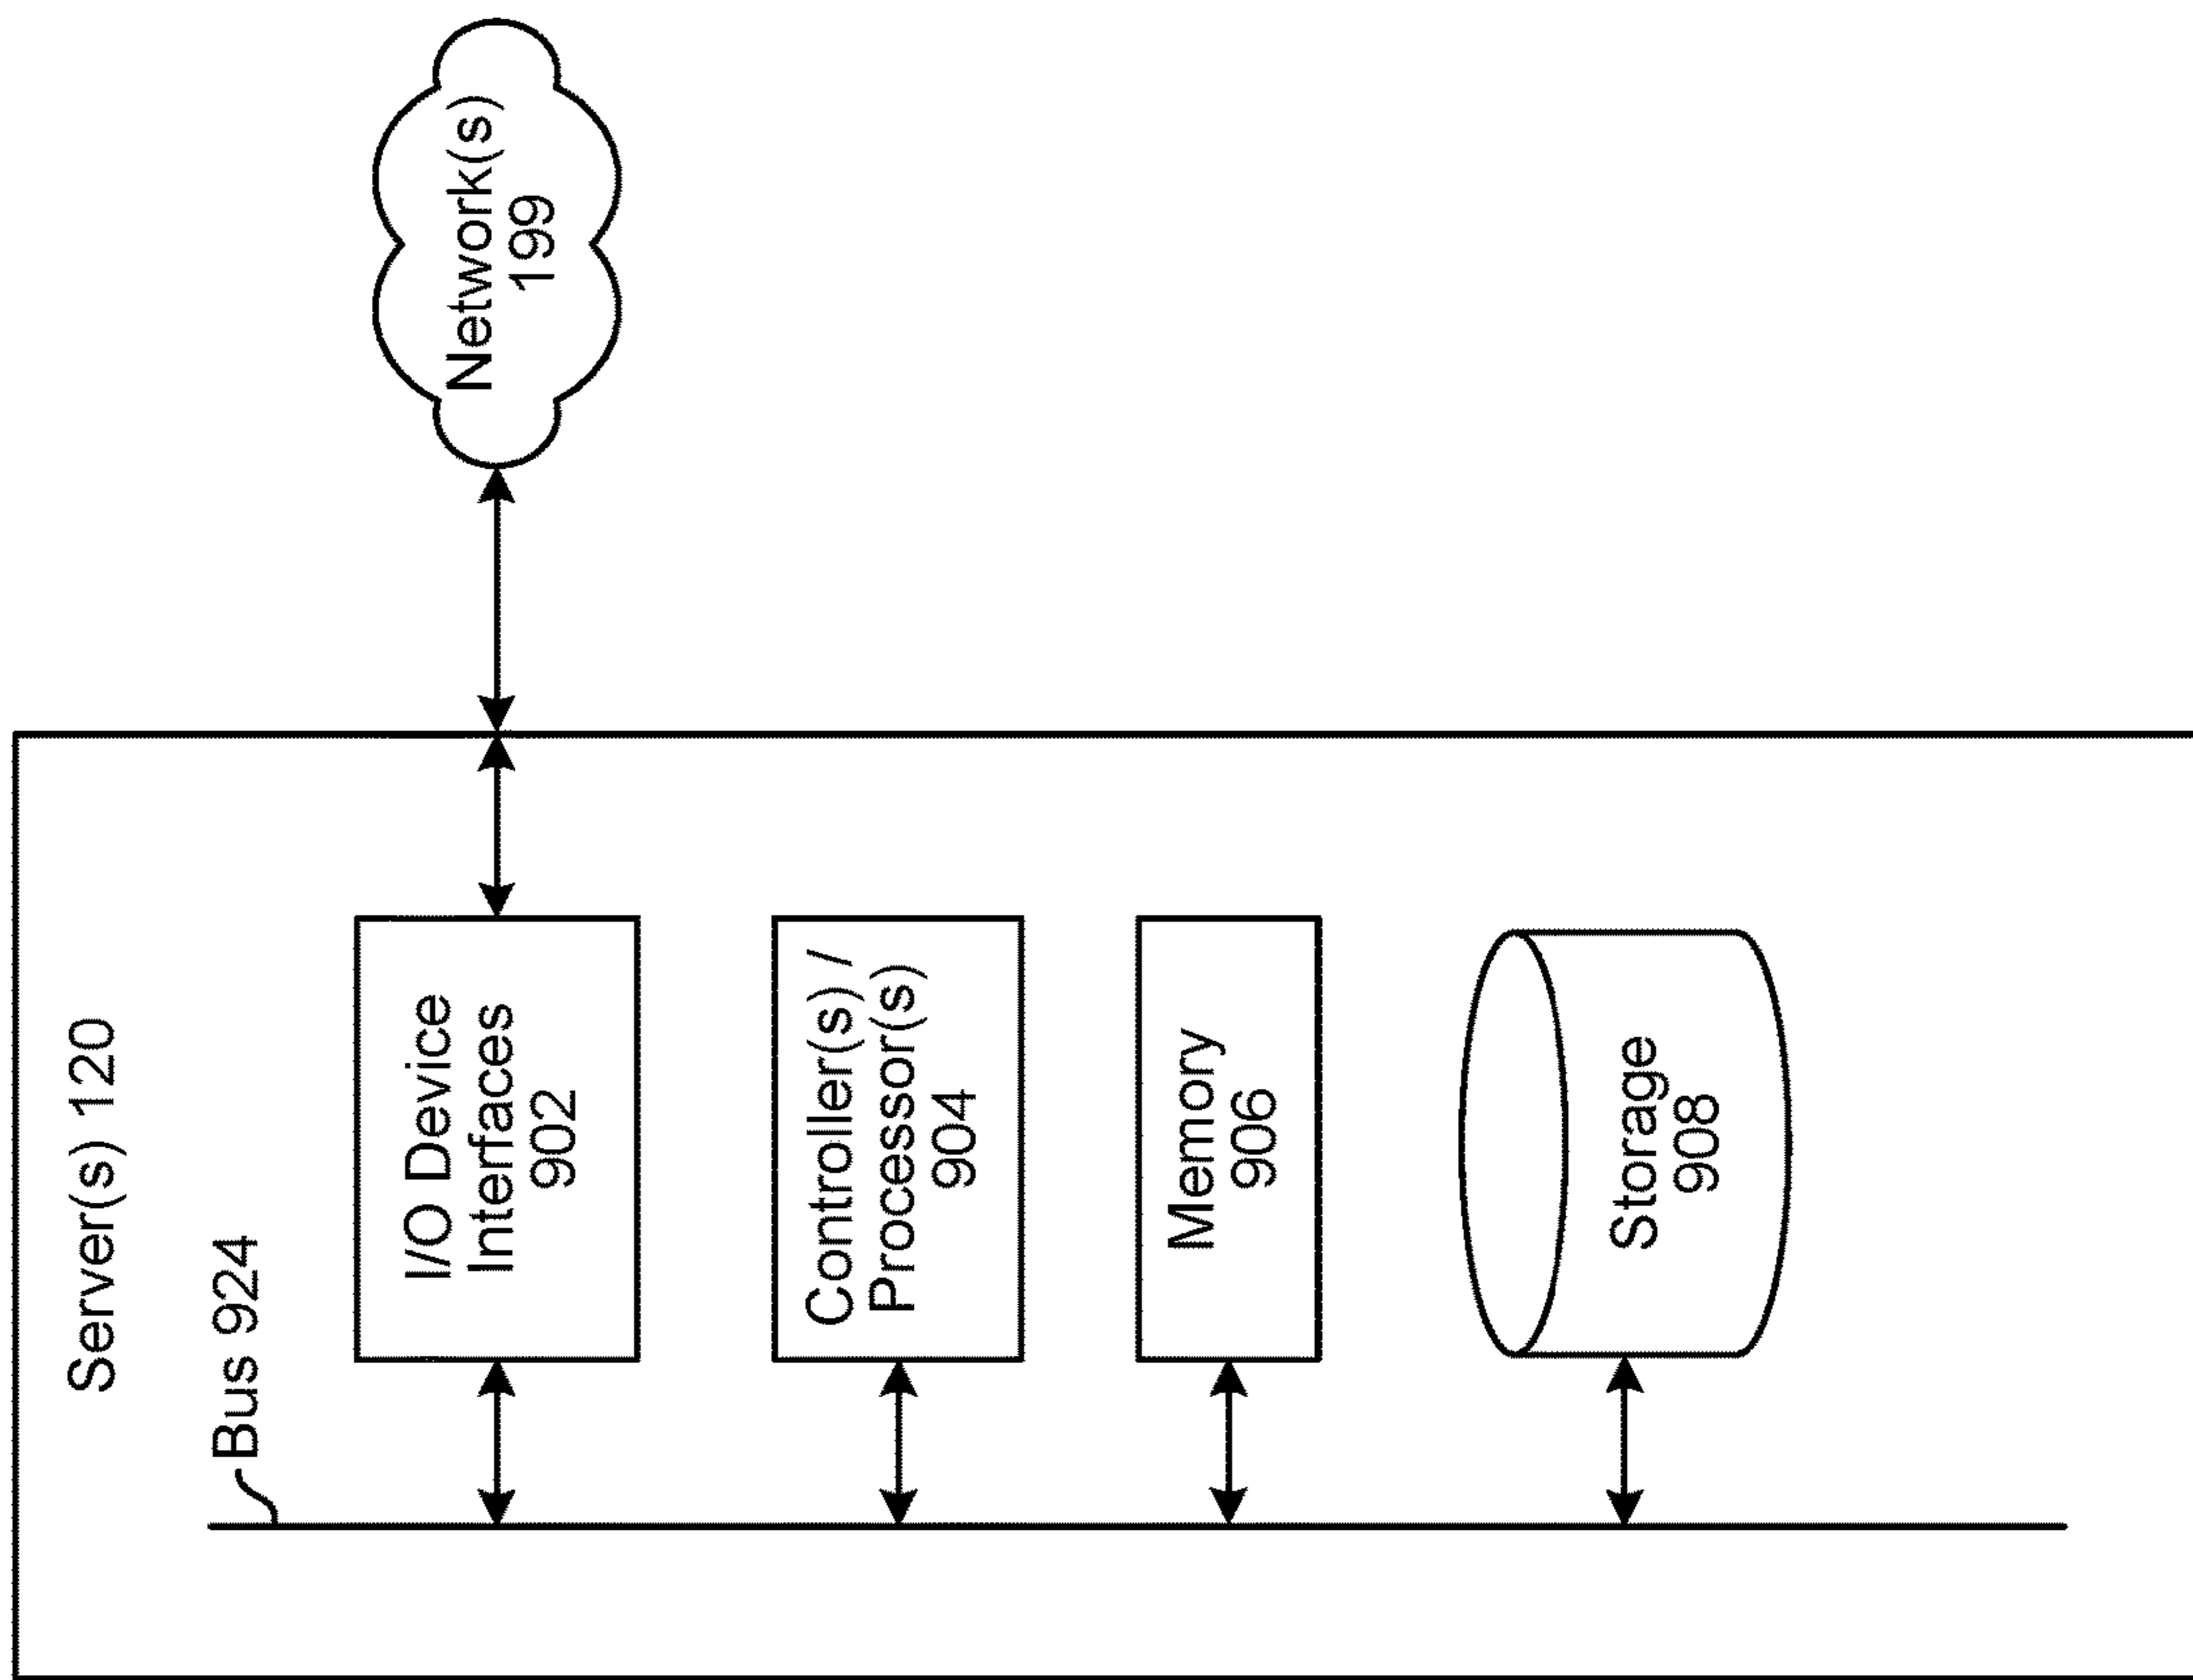 Server(s) 120
Bus 924
I/O Device
Interfaces
902
Network(s)
199
Controller(s) /
Processor(s)
904
Memory
906
Storage
908